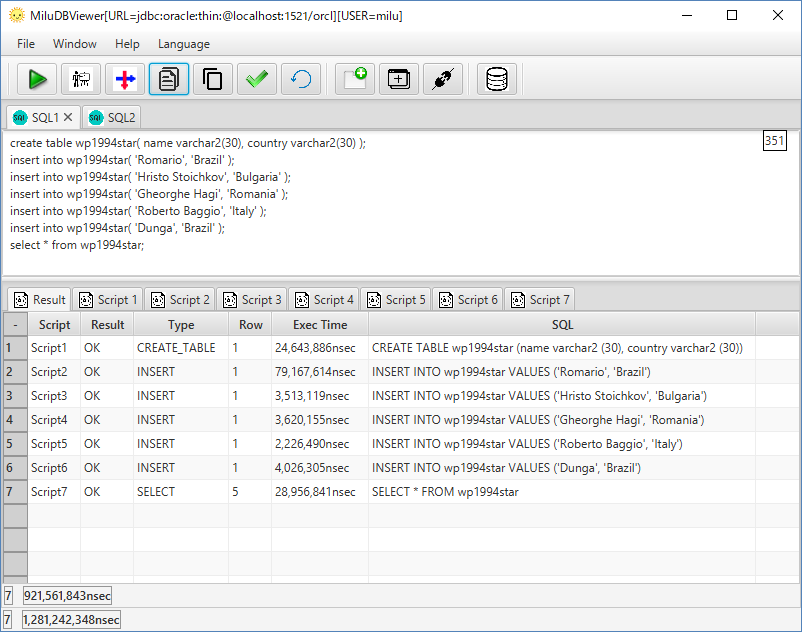 MiluDBViewer[URL=jdbc:oracle:thin:@localhost:1521/orcl][USER=milu]
File Window Help Language
SQL SQL1 SQL SQL2
create table wp1994star( name varchar2(30), country varchar2(30) );
351
insert into wp1994star( 'Romario', 'Brazil' );
insert into wp1994star( 'Hristo Stoichkov', 'Bulgaria' );
insert into wp1994star( 'Gheorghe Hagi', 'Romania' );
insert into wp1994star( 'Roberto Baggio', 'Italy' );
insert into wp1994star( 'Dunga', 'Brazil' );
select * from wp1994star;
Result Script 1 Script 2 Script 3 Script 4 Script 5 Script 6 Script 7
- Script Result Type Row Exec Time SQL
1 Script1 OK CREATE_TABLE 1 24,643,886nsec CREATE TABLE wp1994star (name varchar2 (30), country varchar2 (30))
2 Script2 OK INSERT 1 79,167,614nsec INSERT INTO wp1994star VALUES ('Romario', 'Brazil')
3 Script3 OK INSERT 1 3,513,119nsec INSERT INTO wp1994star VALUES ('Hristo Stoichkov', 'Bulgaria')
4 Script4 OK INSERT 1 3,620,155nsec INSERT INTO wp1994star VALUES ('Gheorghe Hagi', 'Romania')
5 Script5 OK INSERT 1 2,226,490nsec INSERT INTO wp1994star VALUES ('Roberto Baggio', 'Italy')
6 Script6 OK INSERT 1 4,026,305nsec INSERT INTO wp1994star VALUES ('Dunga', 'Brazil')
7 Script7 OK SELECT 5 28,956,841nsec SELECT * FROM wp1994star
7 921,561,843nsec
7 1,281,242,348nsec